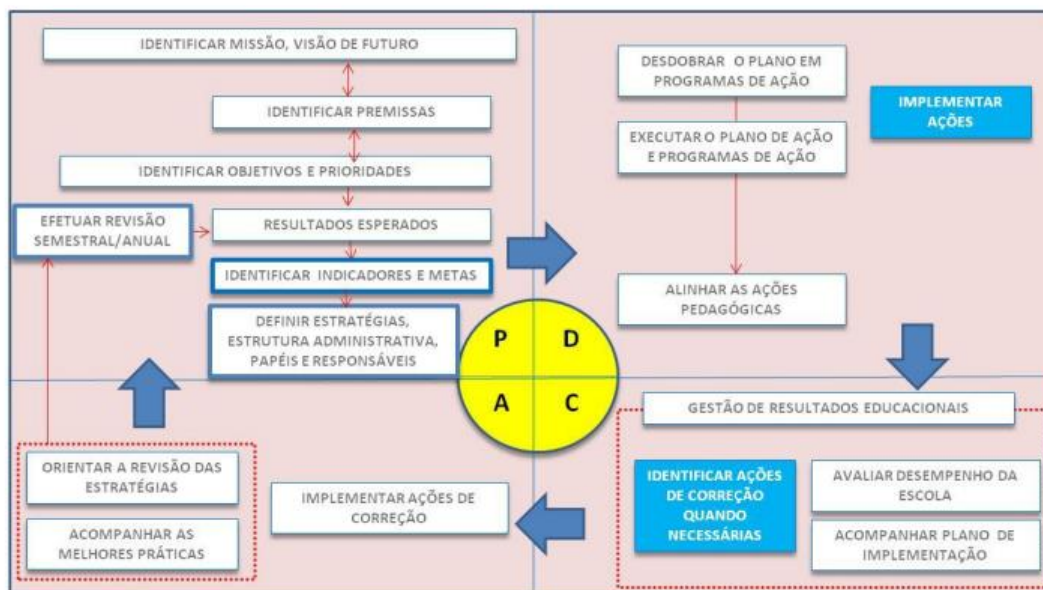 IDENTIFICAR MISSÃO, VISÃO DE FUTURO
IDENTIFICAR PREMISSAS
IDENTIFICAR OBJETIVOS E PRIORIDADES
EFETUAR REVISÃO
SEMESTRAL/ANUAL
RESULTADOS ESPERADOS
IDENTIFICAR INDICADORES E METAS
DEFINIR ESTRATÉGIAS,
ESTRUTURA ADMINISTRATIVA,
PAPÉIS E RESPONSÁVEIS
DESDOBRAR O PLANO EM
PROGRAMAS DE AÇÃO
IMPLEMENTAR
AÇÕES
EXECUTAR O PLANO DE AÇÃO
E PROGRAMAS DE AÇÃO
ALINHAR AS AÇÕES
PEDAGÓGICAS
P D
A C
GESTÃO DE RESULTADOS EDUCACIONAIS
IDENTIFICAR AÇÕES
DE CORREÇÃO
QUANDO
NECESSÁRIAS
AVALIAR DESEMPENHO DA
ESCOLA
ACOMPANHAR PLANO DE
IMPLEMENTAÇÃO
IMPLEMENTAR AÇÕES DE
CORREÇÃO
ORIENTAR A REVISÃO DAS
ESTRATÉGIAS
ACOMPANHAR AS
MELHORES PRÁTICAS